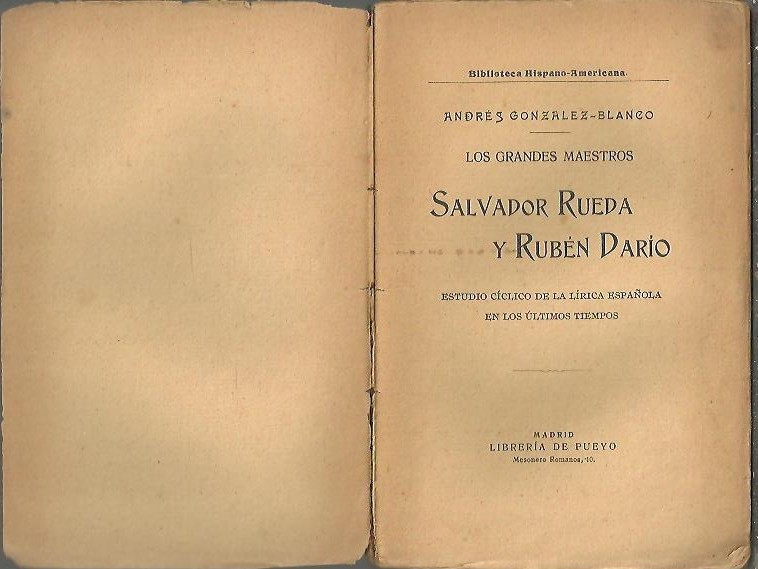 Biblioteca Hispano-Americana.
ANDRÉS GONZALEZ-BLANCO
LOS GRANDES MAESTROS
SALVADOR RUEDA
Y RUBÉN DARÍO
ESTUDIO CÍCLICO DE LA LÍRICA ESPAÑOLA
EN LOS ÚLTIMOS TIEMPOS
MADRID
LIBRERÍA DE PUEYO
Mesonero Romanos, 10.